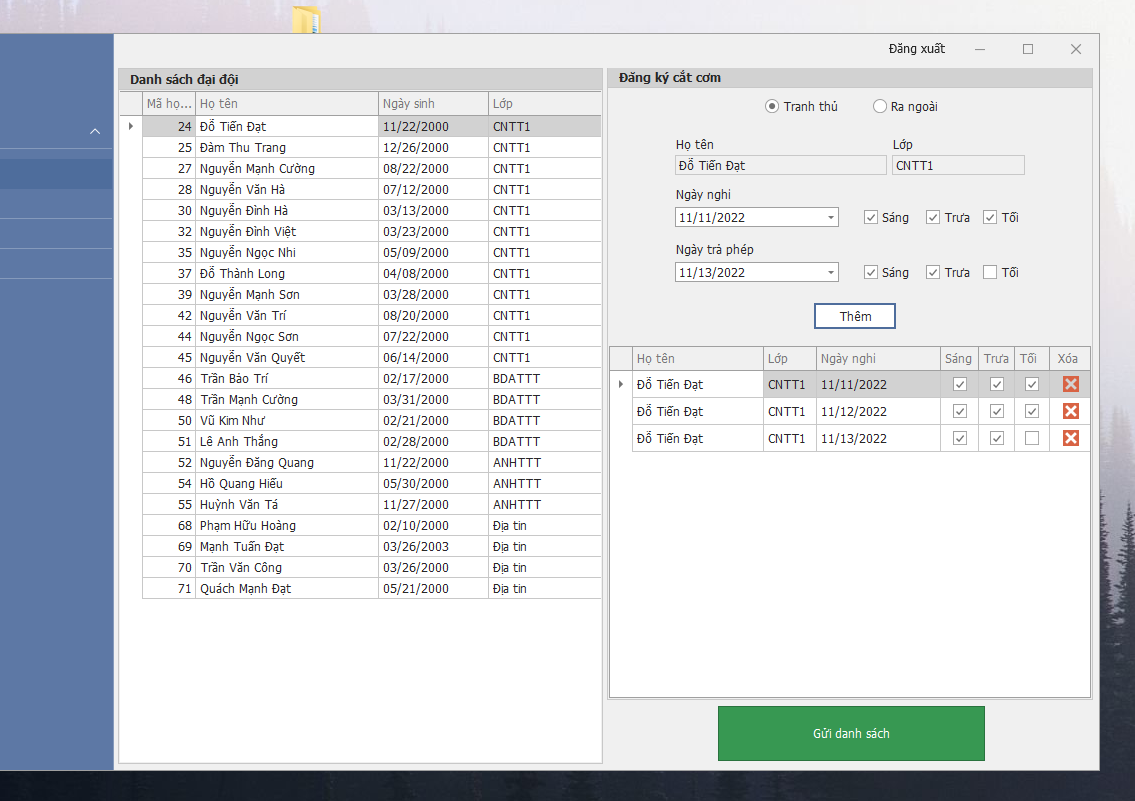 Đăng xuất
Danh sách đại đội
Mã họ... Họ tên Ngày sinh Lớp
24 Đỗ Tiến Đạt 11/22/2000 CNTT1
25 Đàm Thu Trang 12/26/2000 CNTT1
27 Nguyễn Mạnh Cường 08/22/2000 CNTT1
28 Nguyễn Văn Hà 07/12/2000 CNTT1
30 Nguyễn Đình Hà 03/13/2000 CNTT1
32 Nguyễn Đình Việt 03/23/2000 CNTT1
35 Nguyễn Ngọc Nhi 05/09/2000 CNTT1
37 Đỗ Thành Long 04/08/2000 CNTT1
39 Nguyễn Mạnh Sơn 03/28/2000 CNTT1
42 Nguyễn Văn Trí 08/20/2000 CNTT1
44 Nguyễn Ngọc Sơn 07/22/2000 CNTT1
45 Nguyễn Văn Quyết 06/14/2000 CNTT1
46 Trần Bảo Trí 02/17/2000 BDATTT
48 Trần Mạnh Cường 03/31/2000 BDATTT
50 Vũ Kim Như 02/21/2000 BDATTT
51 Lê Anh Thắng 02/28/2000 BDATTT
52 Nguyễn Đăng Quang 11/22/2000 ANHTTT
54 Hồ Quang Hiếu 05/30/2000 ANHTTT
55 Huỳnh Văn Tá 11/27/2000 ANHTTT
68 Phạm Hữu Hoàng 02/10/2000 Địa tin
69 Mạnh Tuấn Đạt 03/26/2003 Địa tin
70 Trần Văn Công 03/26/2000 Địa tin
71 Quách Mạnh Đạt 05/21/2000 Địa tin
Đăng ký cắt cơm
Tranh thủ Ra ngoài
Họ tên Lớp
Đỗ Tiến Đạt CNTT1
Ngày nghỉ
11/11/2022 Sáng Trưa Tối
Ngày trả phép
11/13/2022 Sáng Trưa Tối
Thêm
Họ tên Lớp Ngày nghỉ Sáng Trưa Tối Xóa
Đỗ Tiến Đạt CNTT1 11/11/2022
Đỗ Tiến Đạt CNTT1 11/12/2022
Đỗ Tiến Đạt CNTT1 11/13/2022
Gửi danh sách